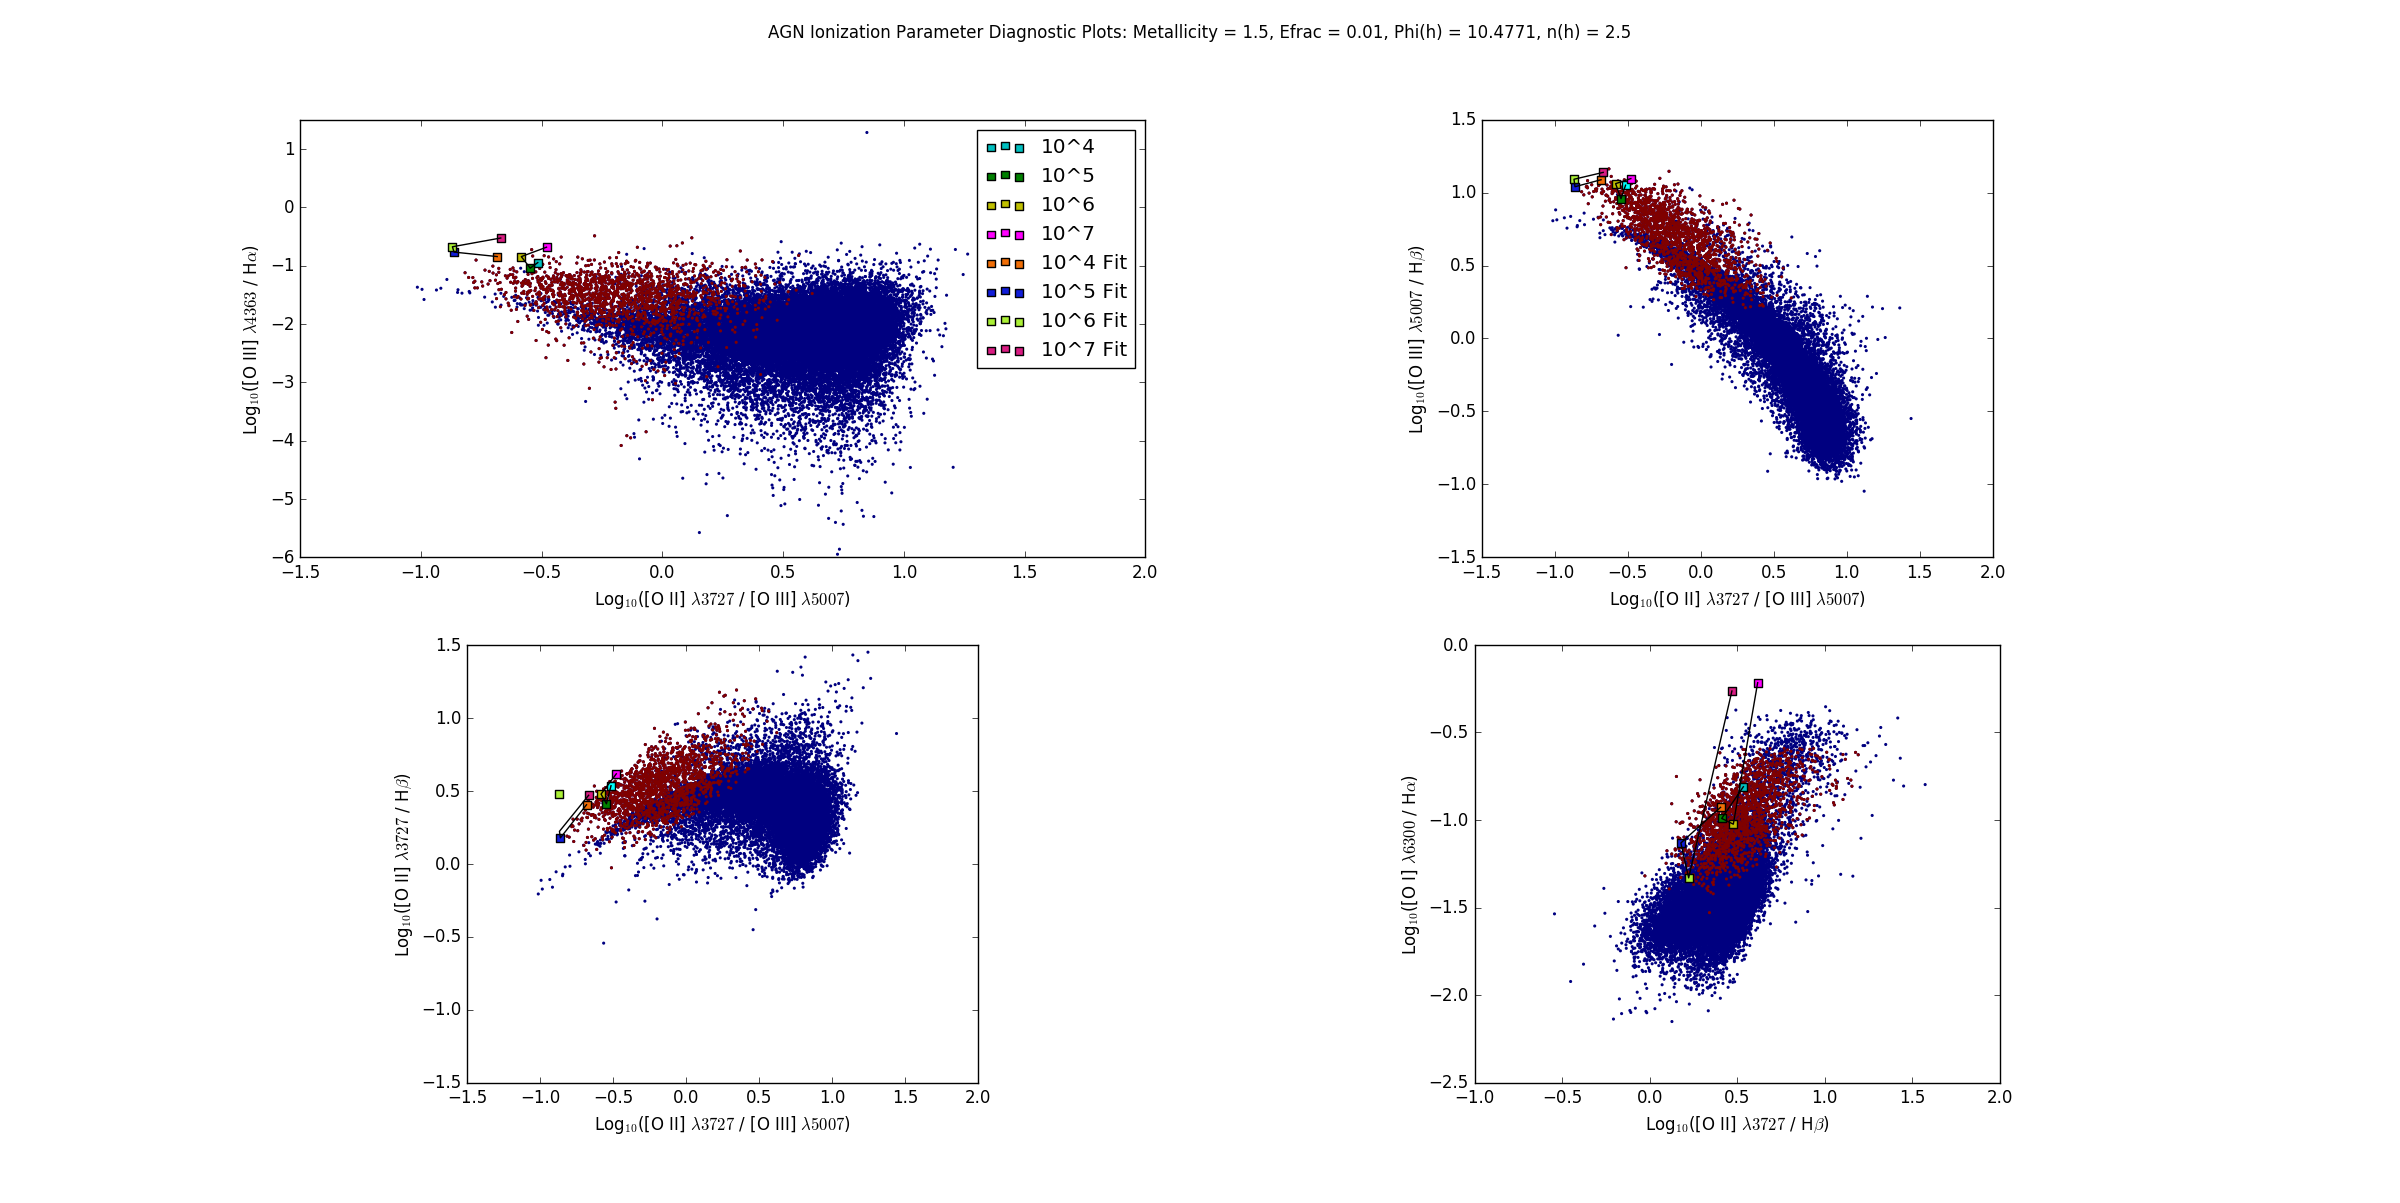 AGN Ionization Parameter Diagnostic Plots: Metallicity = 1.5, Efrac = 0.01, Phi(h) = 10.4771, n(h) = 2.5
1
0
−1
−2
−3
−4
−5
−6
Log₁₀([O III] λ4363 / Hα)
−1.5 −1.0 −0.5 0.0 0.5 1.0 1.5 2.0
Log₁₀([O II] λ3727 / [O III] λ5007)
10^4
10^5
10^6
10^7
10^4 Fit
10^5 Fit
10^6 Fit
10^7 Fit
1.5
1.0
0.5
0.0
−0.5
−1.0
−1.5
Log₁₀([O III] λ5007 / Hβ)
−1.5 −1.0 −0.5 0.0 0.5 1.0 1.5 2.0
Log₁₀([O II] λ3727 / [O III] λ5007)
1.5
1.0
0.5
0.0
−0.5
−1.0
−1.5
Log₁₀([O II] λ3727 / Hβ)
−1.5 −1.0 −0.5 0.0 0.5 1.0 1.5 2.0
Log₁₀([O II] λ3727 / [O III] λ5007)
0.0
−0.5
−1.0
−1.5
−2.0
−2.5
Log₁₀([O I] λ6300 / Hα)
−1.0 −0.5 0.0 0.5 1.0 1.5 2.0
Log₁₀([O II] λ3727 / Hβ)